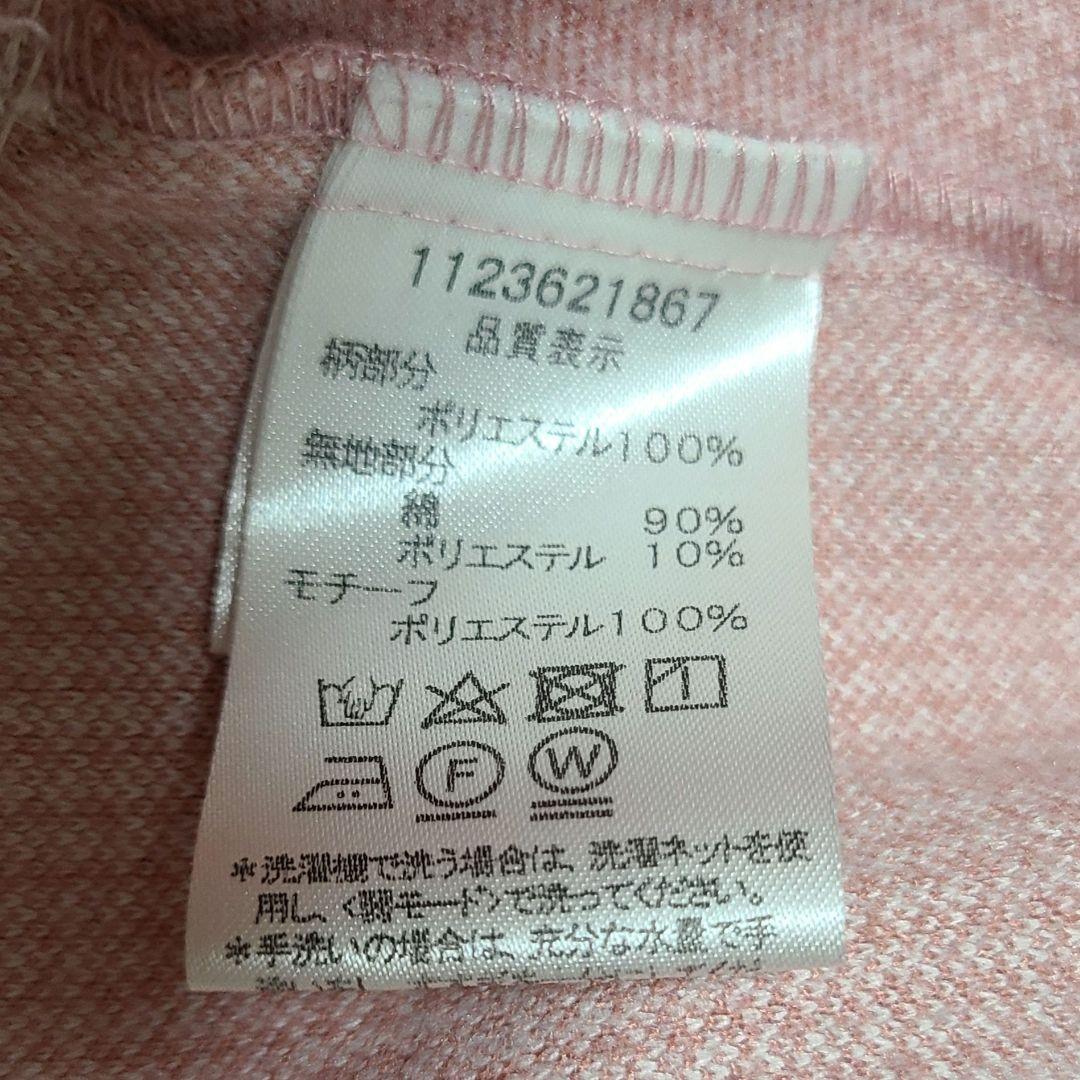 1123621867
品質表示
柄部分
ポリエステル100%
無地部分
綿 90%
ポリエステル 10%
モチーフ
ポリエステル100%
F W
*洗濯機で洗う場合は、洗濯ネットを使
用し、<弱モード>で洗ってください。
*手洗いの場合は、充分な水量で手